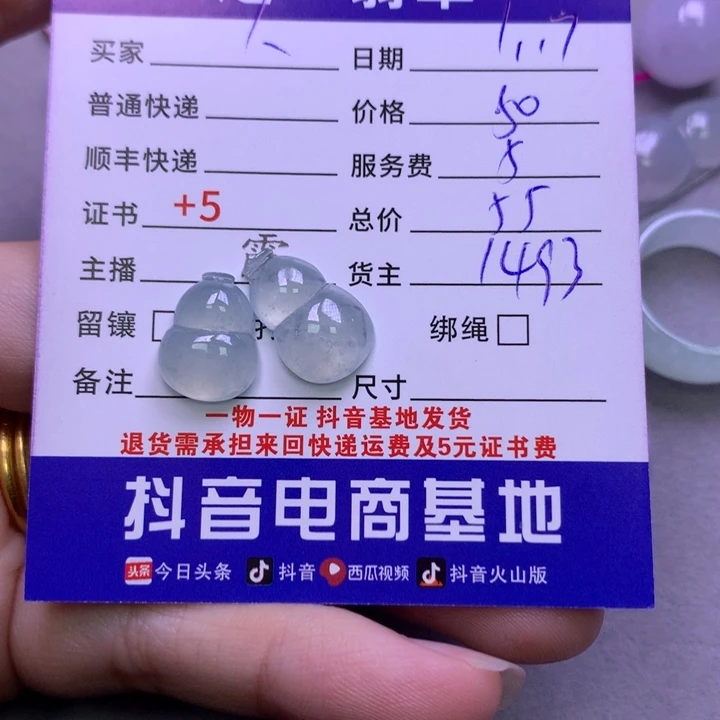 买家 日期
普通快递 价格 50
顺丰快递 服务费 5
证书 +5 总价 55
主播 货主 1493
留镶 绑绳
备注 尺寸
一物一证 抖音基地发货
退货需承担来回快递运费及5元证书费
抖音电商基地
头条 今日头条 抖音 西瓜视频 抖音火山版